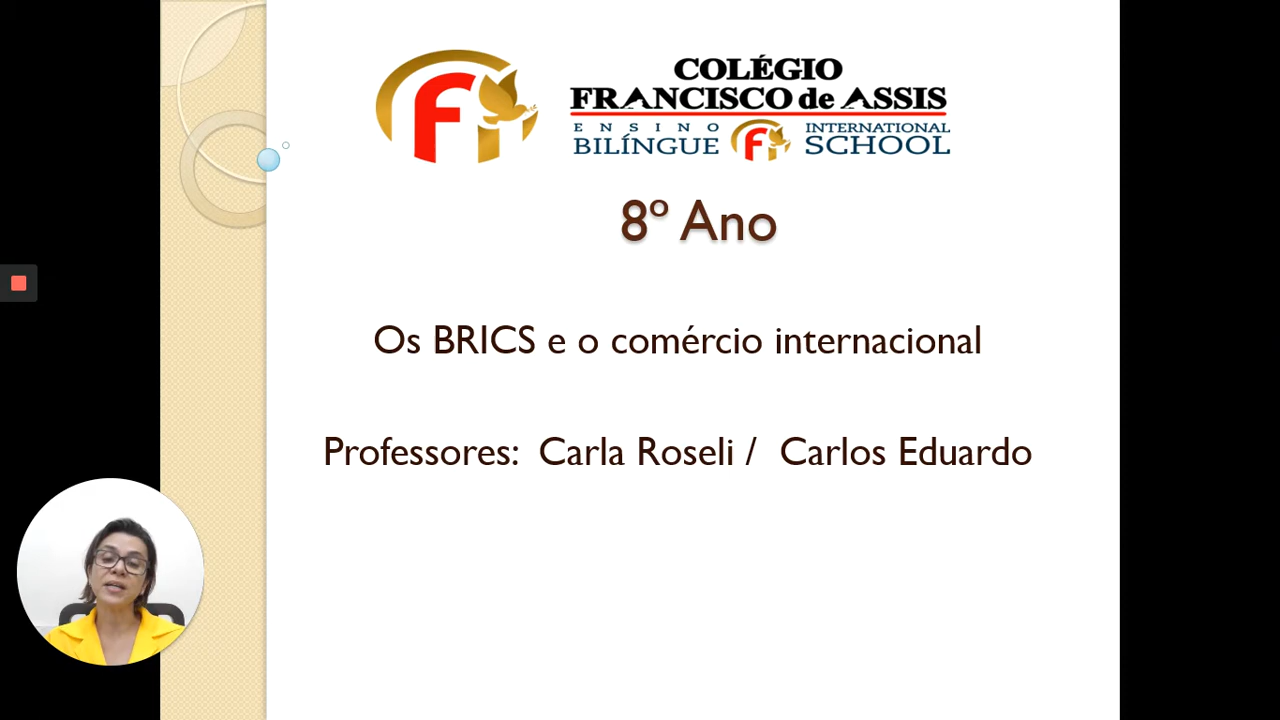 COLÉGIO
FRANCISCO de ASSIS
ENSINO
BILÍNGUE
INTERNATIONAL
SCHOOL
8º Ano
Os BRICS e o comércio internacional
Professores: Carla Roseli / Carlos Eduardo